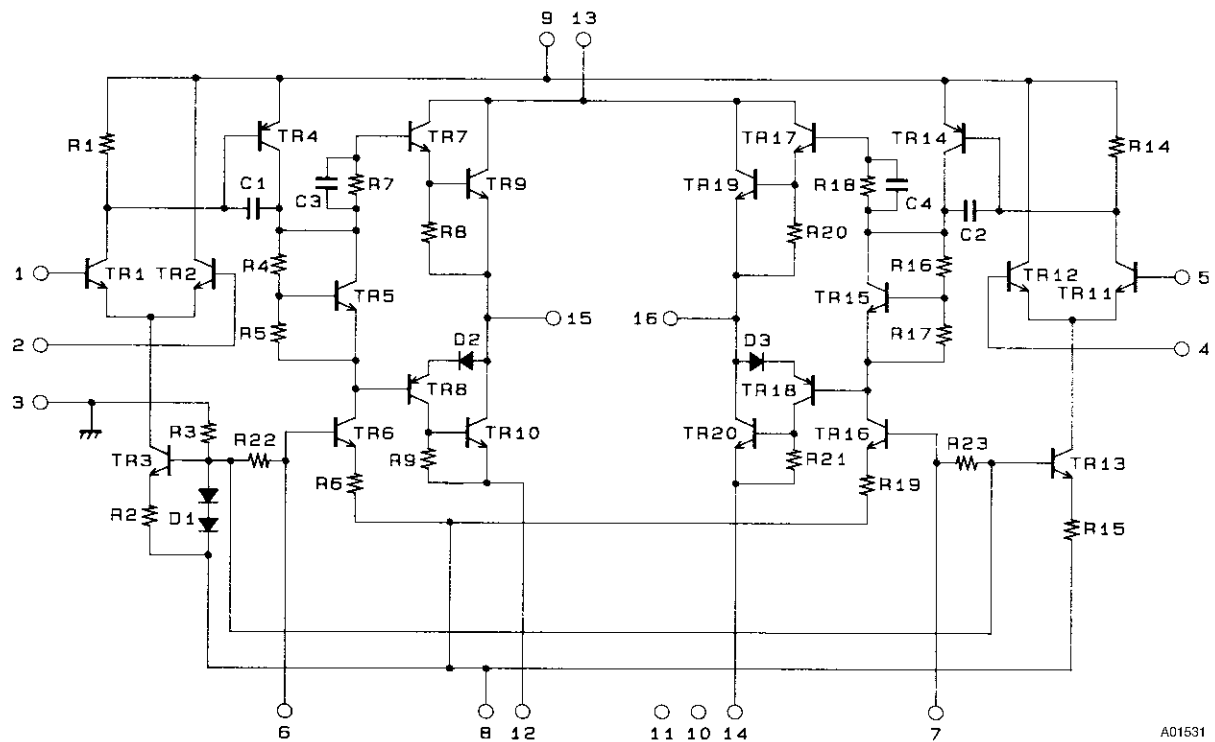 9 13
R1
TR4
TR7
TR17
TR14
R14
C1
C3
R7
TR9
TR19
R18
C4
C2
R8
R20
1
TR1
TR2
R4
TR5
R16
TR15
TR12
TR11
5
R5
15
16
R17
2
D2
D3
4
3
TR8
TR18
R3
R22
TR6
TR10
TR20
TR16
R23
TR3
R9
R21
TR13
R2
D1
R6
R19
R15
6
8
12
11
10
14
7
A01531